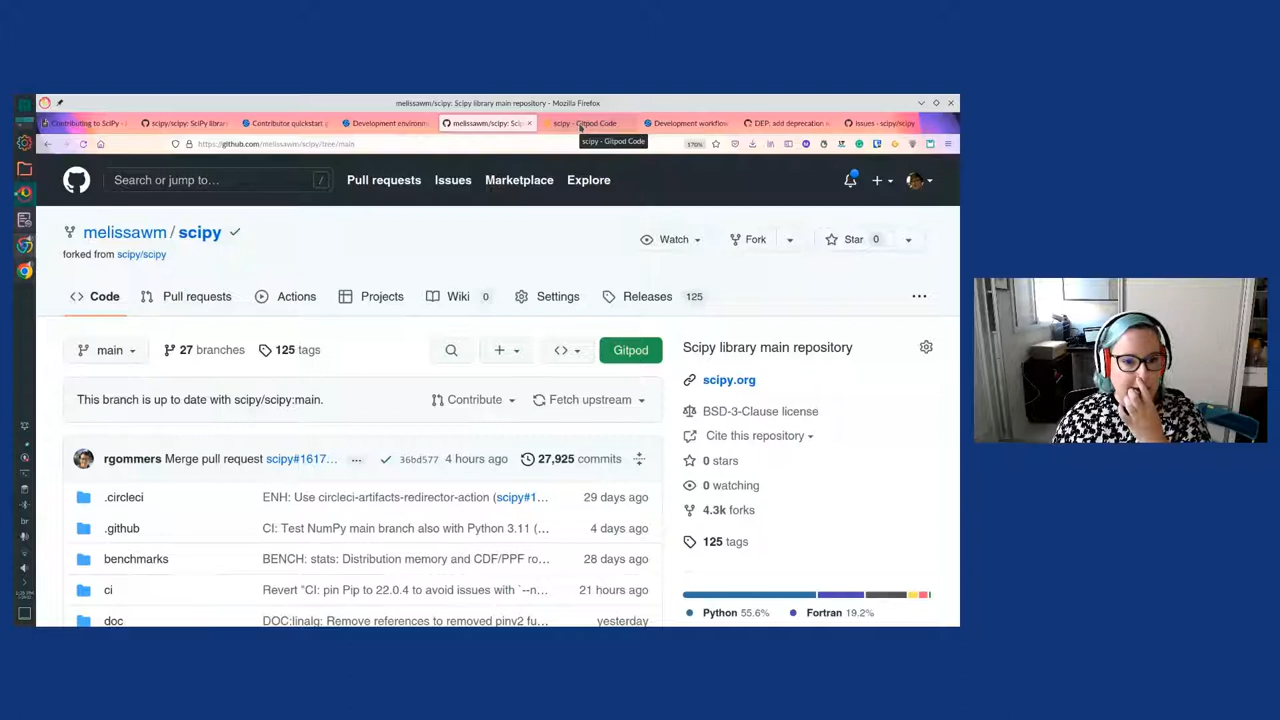 melissawm/scipy: Scipy library main repository - Mozilla Firefox
Contributing to SciPy -
scipy/scipy: SciPy librar
Contributor quickstart g
Development environm
melissawm/scipy: Scip
scipy - Gitpod Code
Development workflow
DEP: add deprecation w
Issues · scipy/scipy
scipy - Gitpod Code
https://github.com/melissawm/scipy/tree/main
170%
Search or jump to…
/
Pull requests
Issues
Marketplace
Explore
melissawm / scipy
forked from scipy/scipy
Watch
Fork
Star 0
Code
Pull requests
Actions
Projects
Wiki 0
Settings
Releases 125
main
27 branches
125 tags
Gitpod
This branch is up to date with scipy/scipy:main.
Contribute
Fetch upstream
rgommers Merge pull request scipy#1617… ... 36bd577 4 hours ago 27,925 commits
.circleci ENH: Use circleci-artifacts-redirector-action (scipy#1… 29 days ago
.github CI: Test NumPy main branch also with Python 3.11 (… 4 days ago
benchmarks BENCH: stats: Distribution memory and CDF/PPF ro… 28 days ago
ci Revert "CI: pin Pip to 22.0.4 to avoid issues with `--n… 21 hours ago
doc DOC:linalg: Remove references to removed pinv2 fu… yesterday
Scipy library main repository
scipy.org
BSD-3-Clause license
Cite this repository
0 stars
0 watching
4.3k forks
125 tags
Python 55.6%
Fortran 19.2%
br